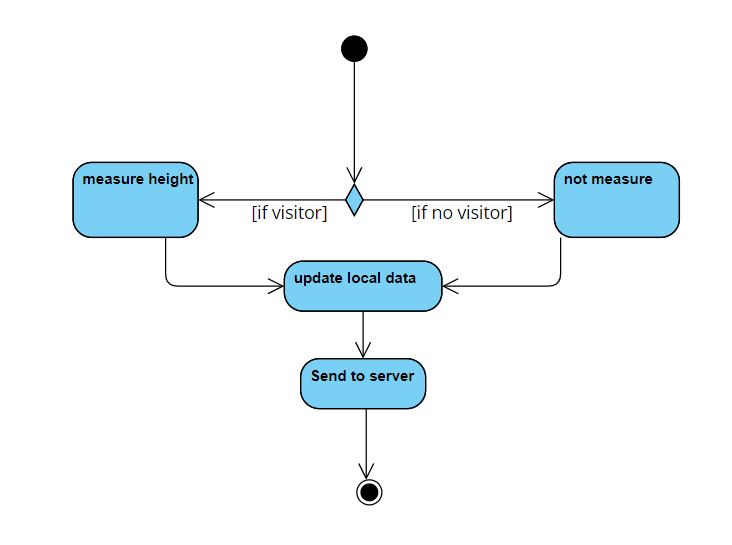 measure height
not measure
[if visitor]
[if no visitor]
update local data
Send to server